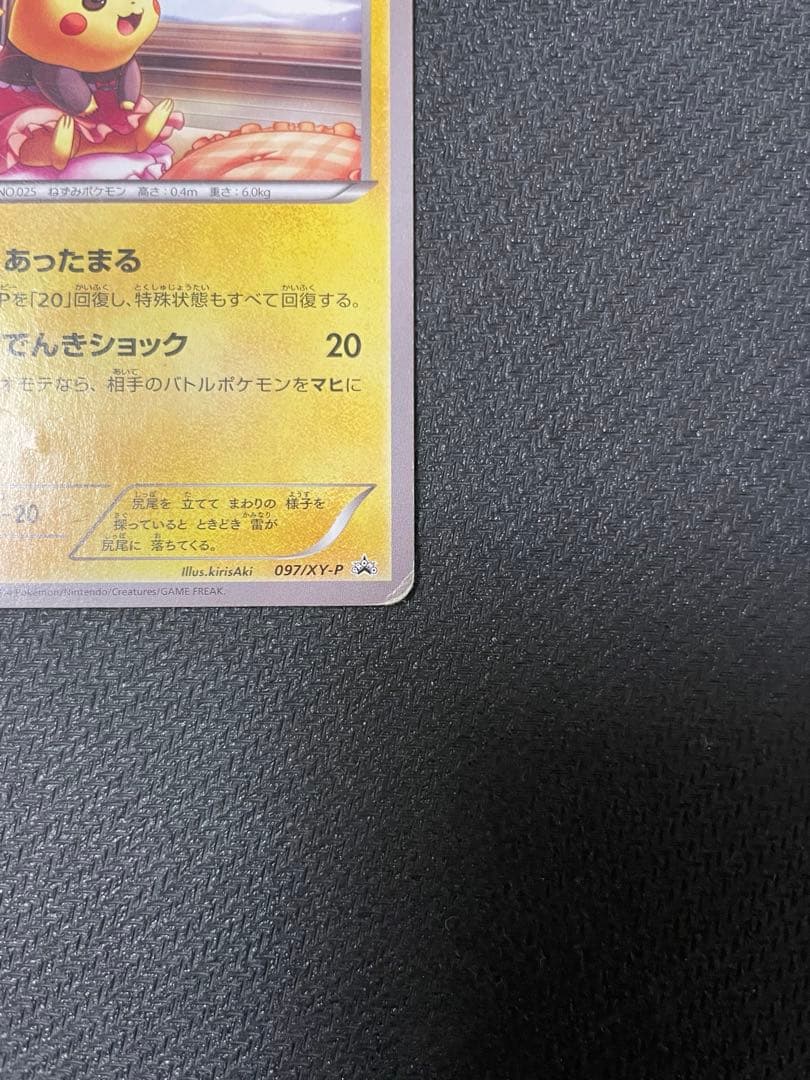 NO.025 ねずみポケモン 高さ:0.4m 重さ:6.0kg
あったまる
Pを「20」回復し、特殊状態もすべて回復する。
でんきショック 20
オモテなら、相手のバトルポケモンをマヒに
-20
尻尾を 立てて まわりの 様子を
探っていると ときどき 雷が
尻尾に 落ちてくる。
Illus.kirisAki 097/XY-P
Pokémon/Nintendo/Creatures/GAME FREAK.